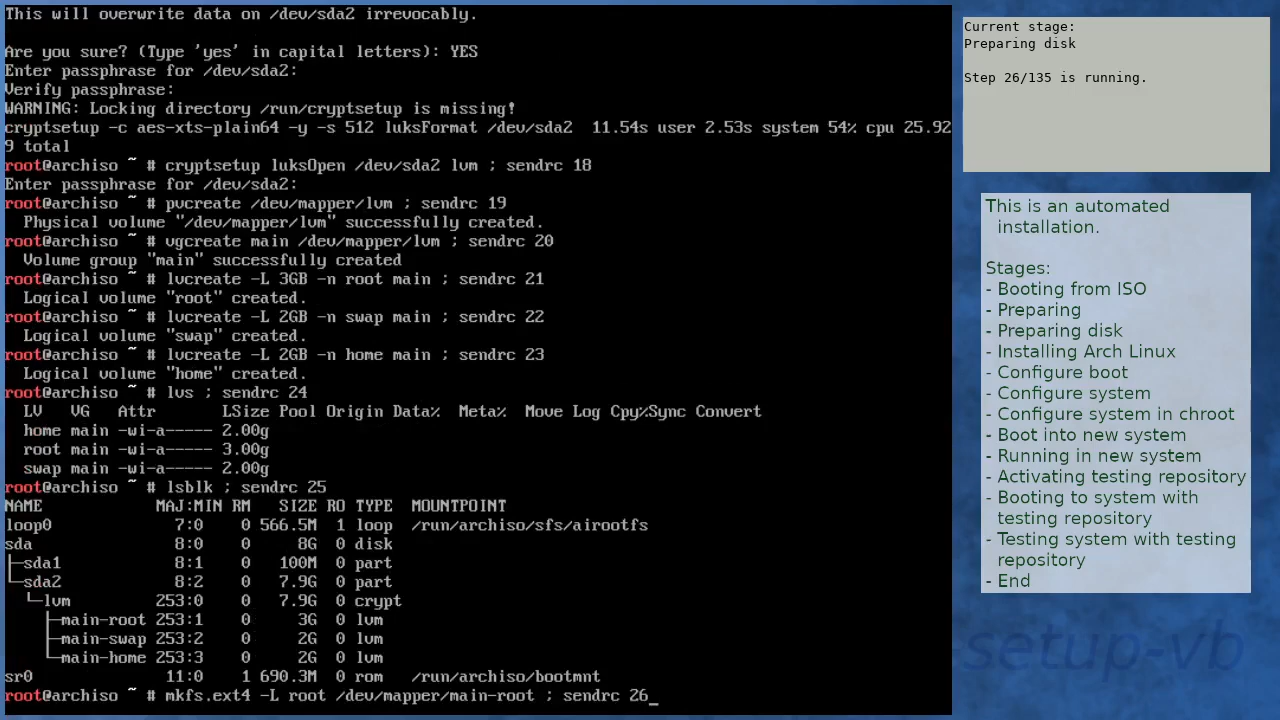 This will overwrite data on /dev/sda2 irrevocably.
Are you sure? (Type 'yes' in capital letters): YES
Enter passphrase for /dev/sda2:
Verify passphrase:
WARNING: Locking directory /run/cryptsetup is missing!
cryptsetup -c aes-xts-plain64 -y -s 512 luksFormat /dev/sda2  11.54s user 2.53s system 54% cpu 25.92
9 total
root@archiso ~ # cryptsetup luksOpen /dev/sda2 lvm ; sendrc 18
Enter passphrase for /dev/sda2:
root@archiso ~ # pvcreate /dev/mapper/lvm ; sendrc 19
  Physical volume "/dev/mapper/lvm" successfully created.
root@archiso ~ # vgcreate main /dev/mapper/lvm ; sendrc 20
  Volume group "main" successfully created
root@archiso ~ # lvcreate -L 3GB -n root main ; sendrc 21
  Logical volume "root" created.
root@archiso ~ # lvcreate -L 2GB -n swap main ; sendrc 22
  Logical volume "swap" created.
root@archiso ~ # lvcreate -L 2GB -n home main ; sendrc 23
  Logical volume "home" created.
root@archiso ~ # lvs ; sendrc 24
  LV   VG   Attr       LSize Pool Origin Data%  Meta%  Move Log Cpy%Sync Convert
  home main -wi-a----- 2.00g
  root main -wi-a----- 3.00g
  swap main -wi-a----- 2.00g
root@archiso ~ # lsblk ; sendrc 25
NAME            MAJ:MIN RM   SIZE RO TYPE  MOUNTPOINT
loop0             7:0    0 566.5M  1 loop  /run/archiso/sfs/airootfs
sda               8:0    0     8G  0 disk
├─sda1            8:1    0   100M  0 part
└─sda2            8:2    0   7.9G  0 part
  └─lvm         253:0    0   7.9G  0 crypt
    ├─main-root 253:1    0     3G  0 lvm
    ├─main-swap 253:2    0     2G  0 lvm
    └─main-home 253:3    0     2G  0 lvm
sr0              11:0    1 690.3M  0 rom   /run/archiso/bootmnt
root@archiso ~ # mkfs.ext4 -L root /dev/mapper/main-root ; sendrc 26_
Current stage:
Preparing disk
Step 26/135 is running.
This is an automated
installation.
Stages:
- Booting from ISO
- Preparing
- Preparing disk
- Installing Arch Linux
- Configure boot
- Configure system
- Configure system in chroot
- Boot into new system
- Running in new system
- Activating testing repository
- Booting to system with
testing repository
- Testing system with testing
repository
- End
-setup-vb